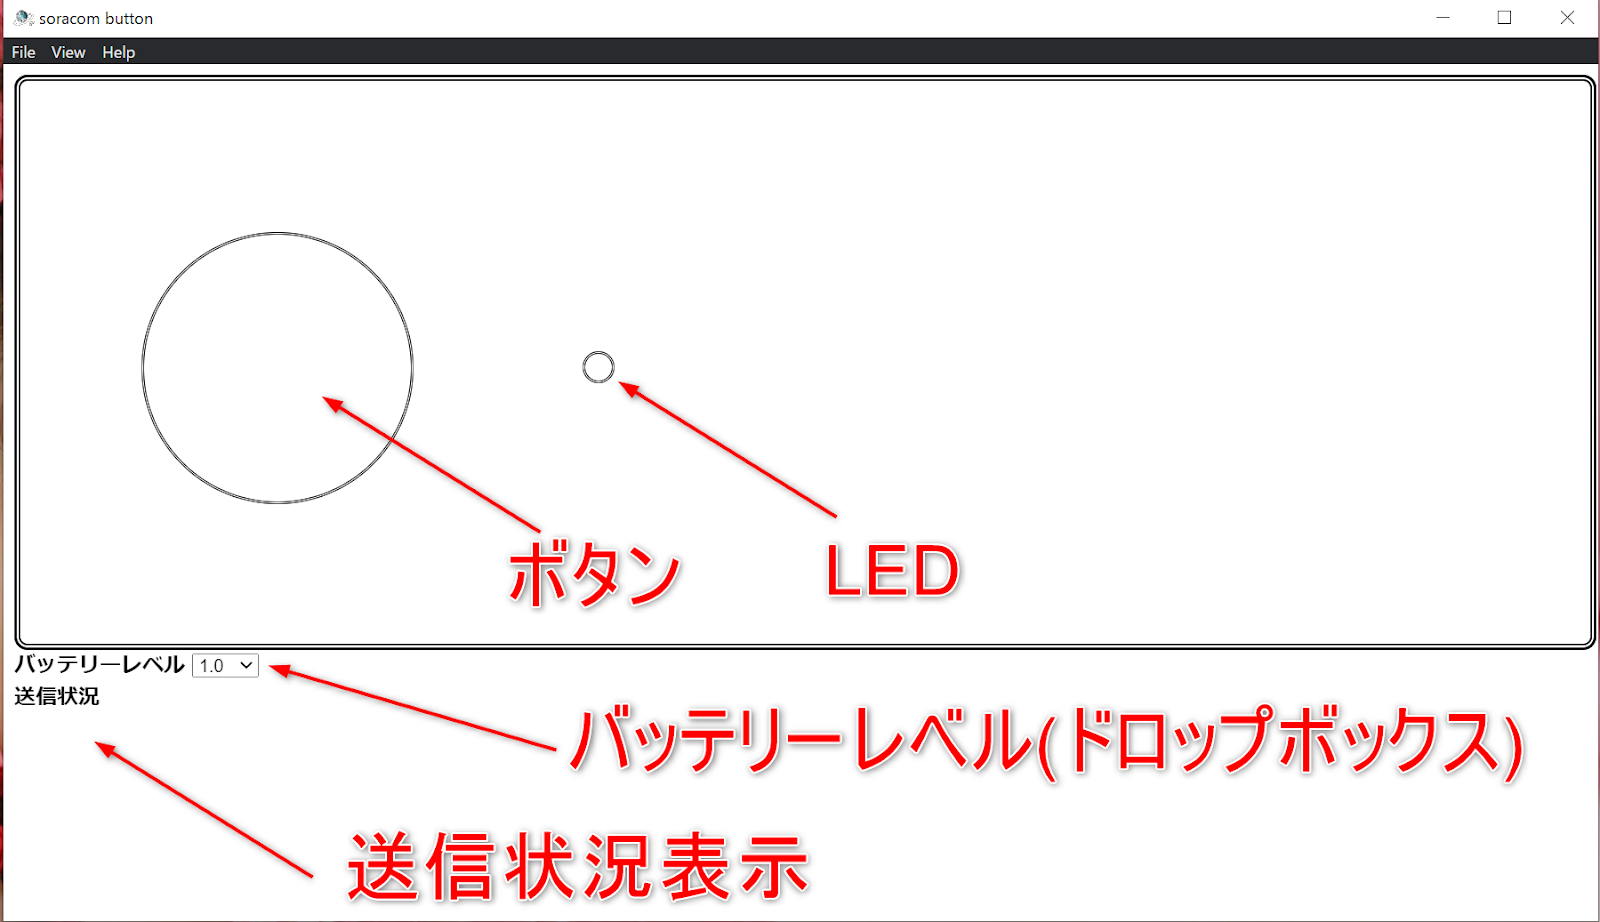 soracom button
File View Help
ボタン
LED
バッテリーレベル 1.0
送信状況
バッテリーレベル(ドロップボックス)
送信状況表示